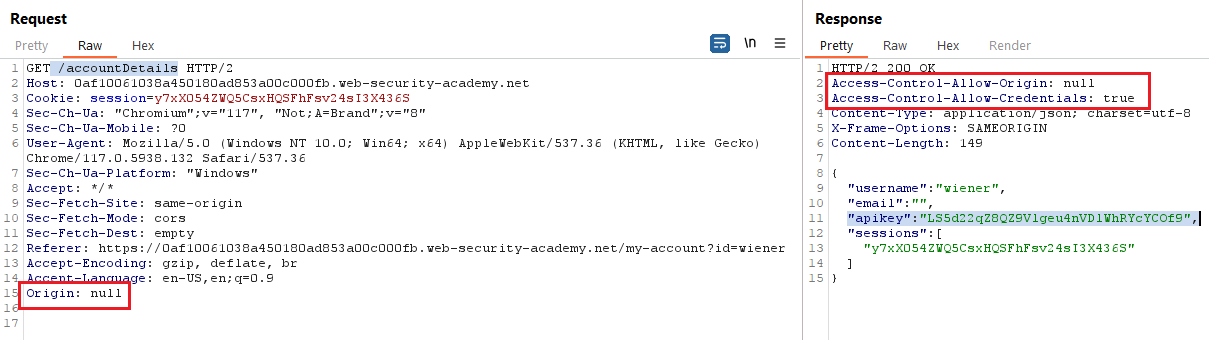 Request
Pretty Raw Hex
\n
1 GET /accountDetails HTTP/2
2 Host: 0af10061038a450180ad853a00c000fb.web-security-academy.net
3 Cookie: session=y7xX054ZWQ5CsxHQSFhFsv24sI3X436S
4 Sec-Ch-Ua: "Chromium";v="117", "Not;A=Brand";v="8"
5 Sec-Ch-Ua-Mobile: ?0
6 User-Agent: Mozilla/5.0 (Windows NT 10.0; Win64; x64) AppleWebKit/537.36 (KHTML, like Gecko)
Chrome/117.0.5938.132 Safari/537.36
7 Sec-Ch-Ua-Platform: "Windows"
8 Accept: */*
9 Sec-Fetch-Site: same-origin
10 Sec-Fetch-Mode: cors
11 Sec-Fetch-Dest: empty
12 Referer: https://0af10061038a450180ad853a00c000fb.web-security-academy.net/my-account?id=wiener
13 Accept-Encoding: gzip, deflate, br
14 Accept-Language: en-US,en;q=0.9
15 Origin: null
16
17
Response
Pretty Raw Hex Render
1 HTTP/2 200 OK
2 Access-Control-Allow-Origin: null
3 Access-Control-Allow-Credentials: true
4 Content-Type: application/json; charset=utf-8
5 X-Frame-Options: SAMEORIGIN
6 Content-Length: 149
7
8 {
9 "username":"wiener",
10 "email":"",
11 "apikey":"LS5d22qZ8QZ9Vlgeu4nVDlWhRYcYCOf9",
12 "sessions":[
13 "y7xX054ZWQ5CsxHQSFhFsv24sI3X436S"
14 ]
15 }